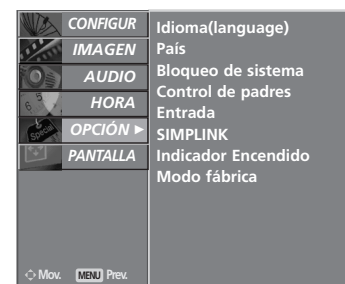 CONFIGUR
IMAGEN
AUDIO
HORA
Special
OPCIÓN ►
PANTALLA
Idioma(language)
País
Bloqueo de sistema
Control de padres
Entrada
SIMPLINK
Indicador Encendido
Modo fábrica
Mov. MENU Prev.